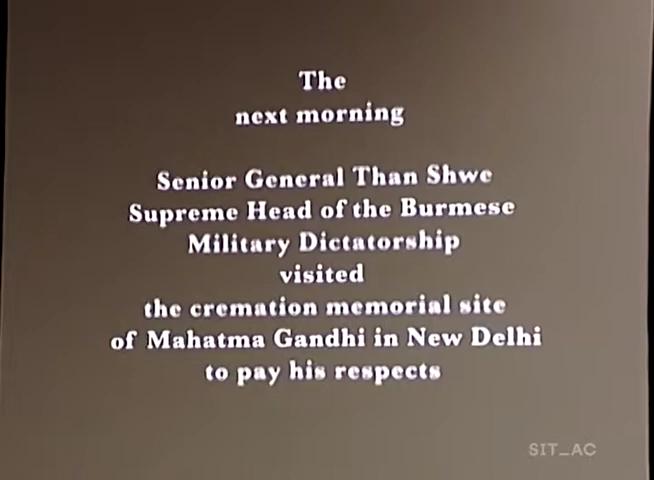 The
next morning
Senior General Than Shwe
Supreme Head of the Burmese
Military Dictatorship
visited
the cremation memorial site
of Mahatma Gandhi in New Delhi
to pay his respects
SIT_AC